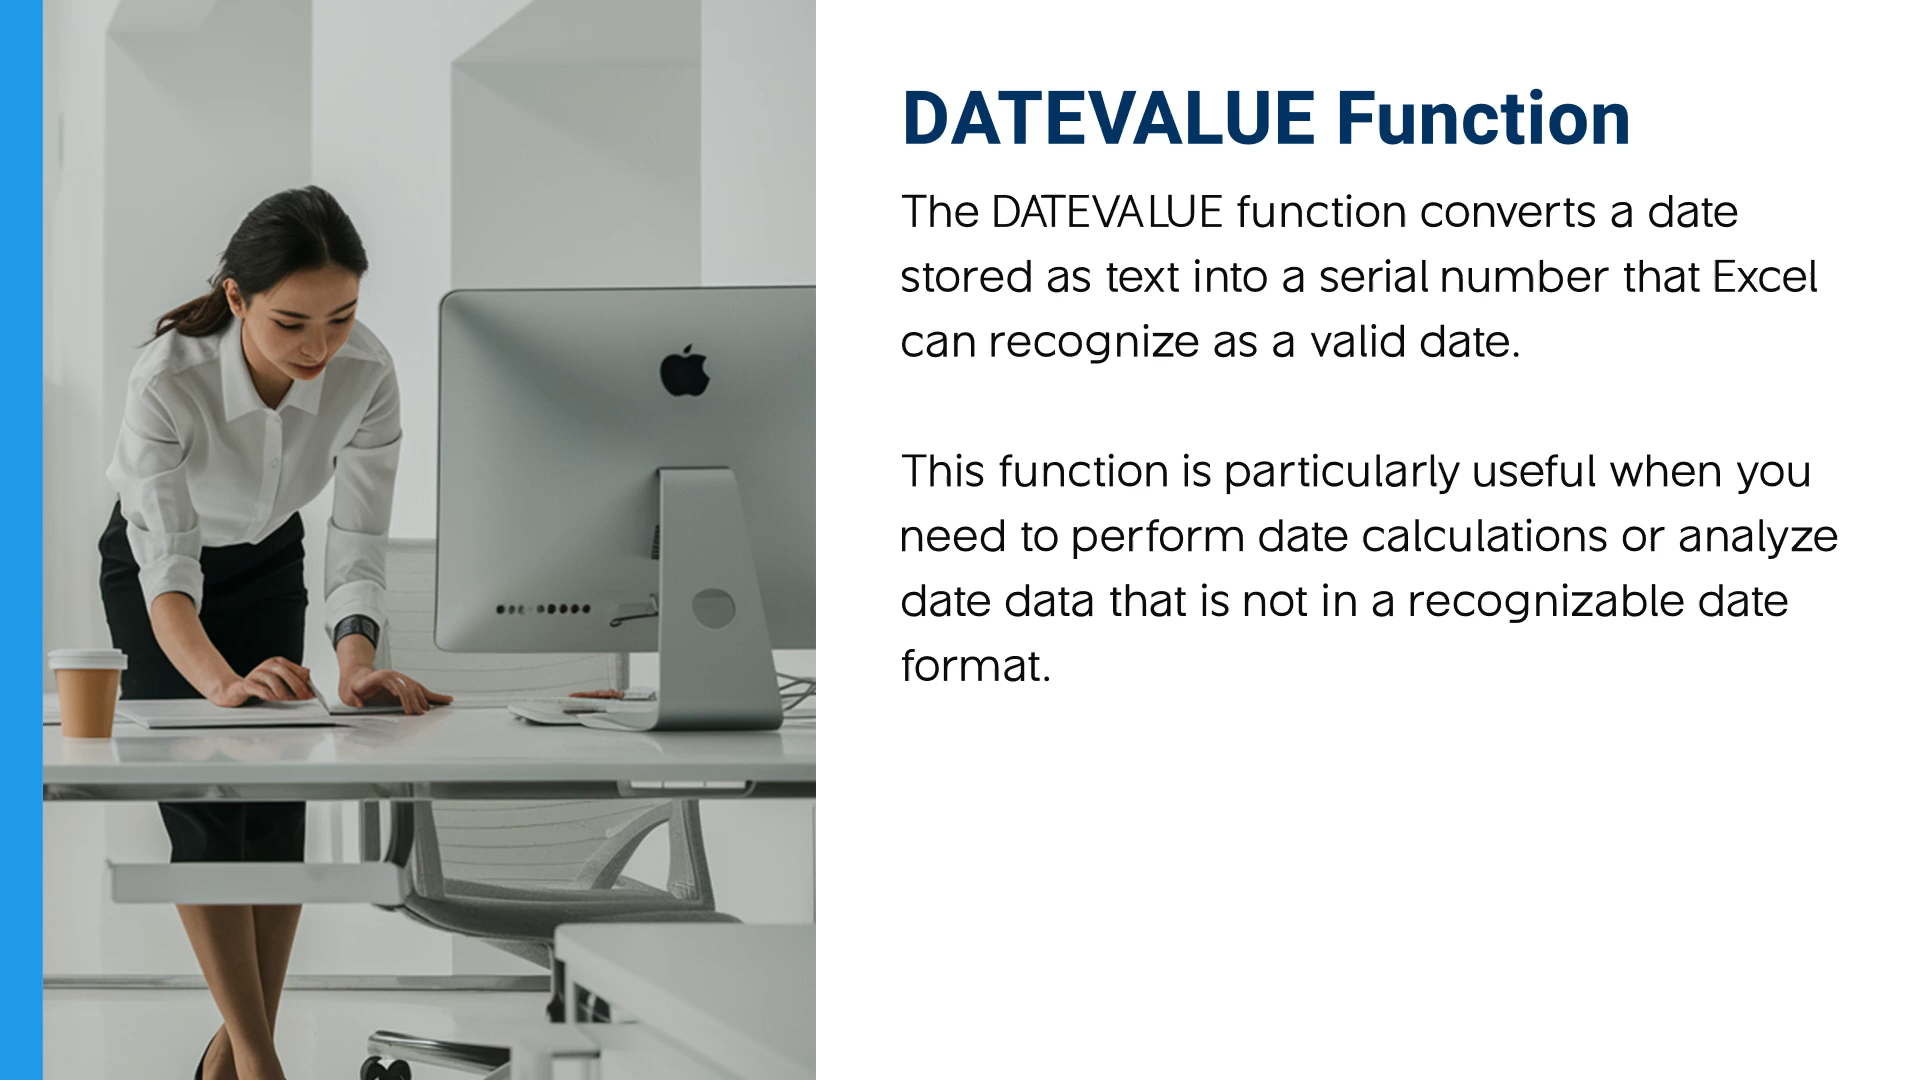 DATEVALUE Function
The DATEVALUE function converts a date
stored as text into a serial number that Excel
can recognize as a valid date.
This function is particularly useful when you
need to perform date calculations or analyze
date data that is not in a recognizable date
format.